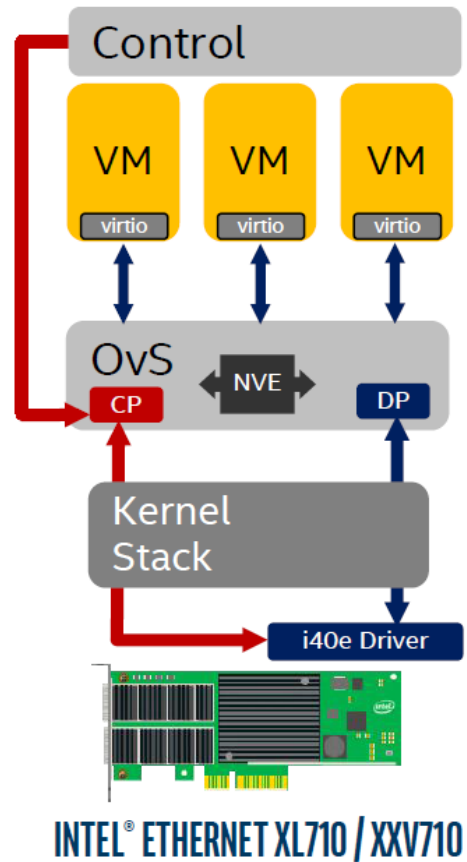 Control
VM
VM
VM
virtio
virtio
virtio
OvS
NVE
CP
DP
Kernel
Stack
i40e Driver
intel
INTEL® ETHERNET XL710 / XXV710